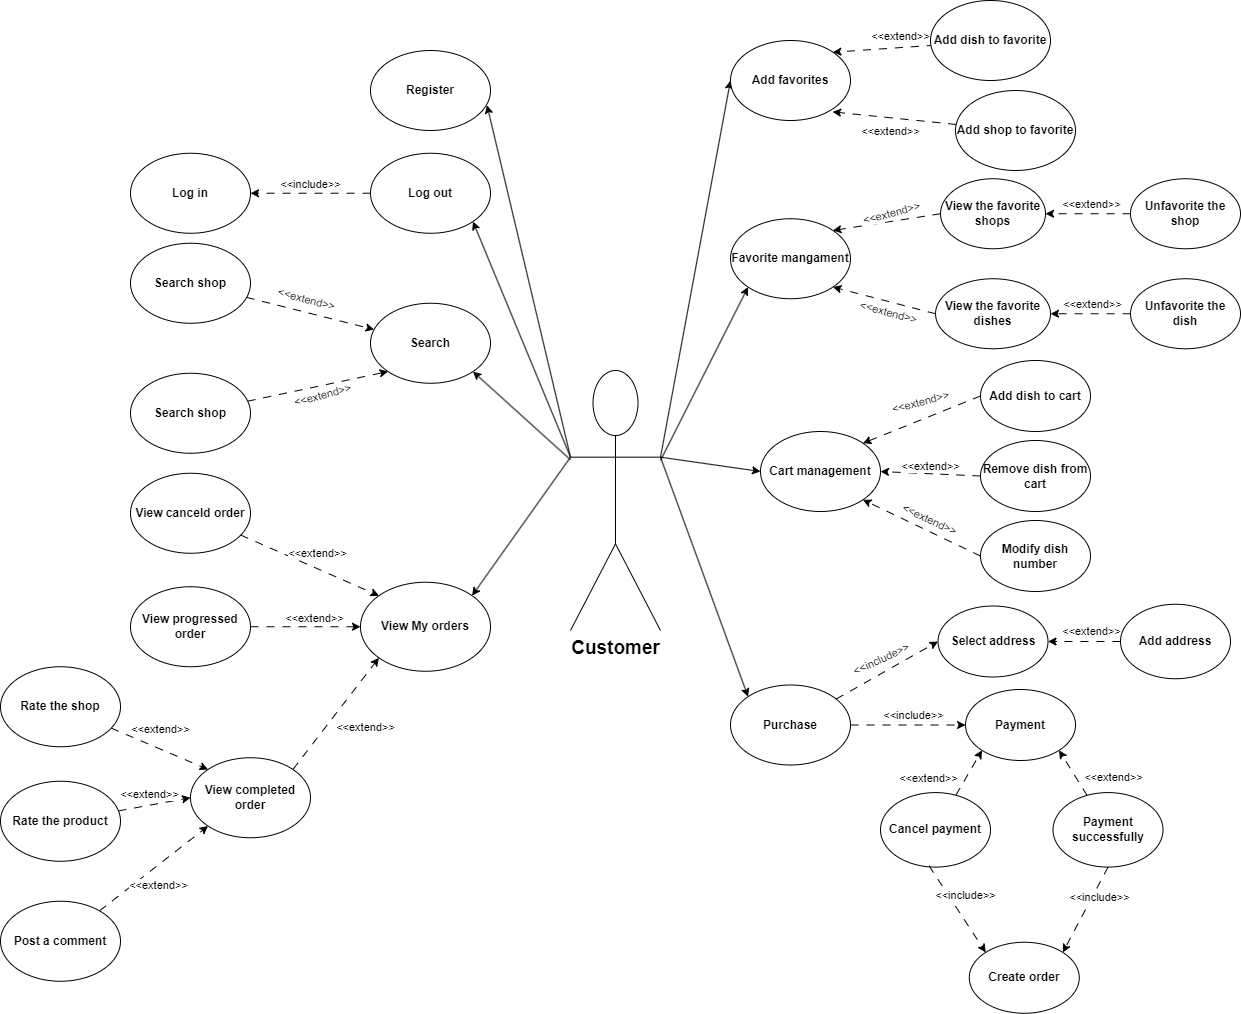 Register
Log in
<<include>>
Log out
Search shop
<<extend>>
Search
Search shop
<<extend>>
View canceld order
<<extend>>
View progressed
order
<<extend>>
View My orders
Rate the shop
<<extend>>
<<extend>>
View completed
order
Rate the product
<<extend>>
Post a comment
<<extend>>
Customer
Add favorites
<<extend>>
Add dish to favorite
<<extend>>
Add shop to favorite
Favorite mangament
<<extend>>
View the favorite
shops
<<extend>>
Unfavorite the
shop
<<extend>>
View the favorite
dishes
<<extend>>
Unfavorite the
dish
Cart management
<<extend>>
Add dish to cart
<<extend>>
Remove dish from
cart
<<extend>>
Modify dish
number
Purchase
<<include>>
Select address
<<extend>>
Add address
<<include>>
Payment
<<extend>>
<<extend>>
Cancel payment
Payment
successfully
<<include>>
<<include>>
Create order